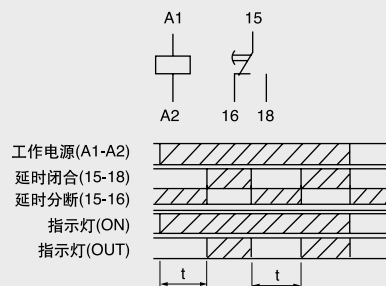 A1
15
A2
16
18
工作电源(A1-A2)
延时闭合(15-18)
延时分断(15-16)
指示灯(ON)
指示灯(OUT)
t
t